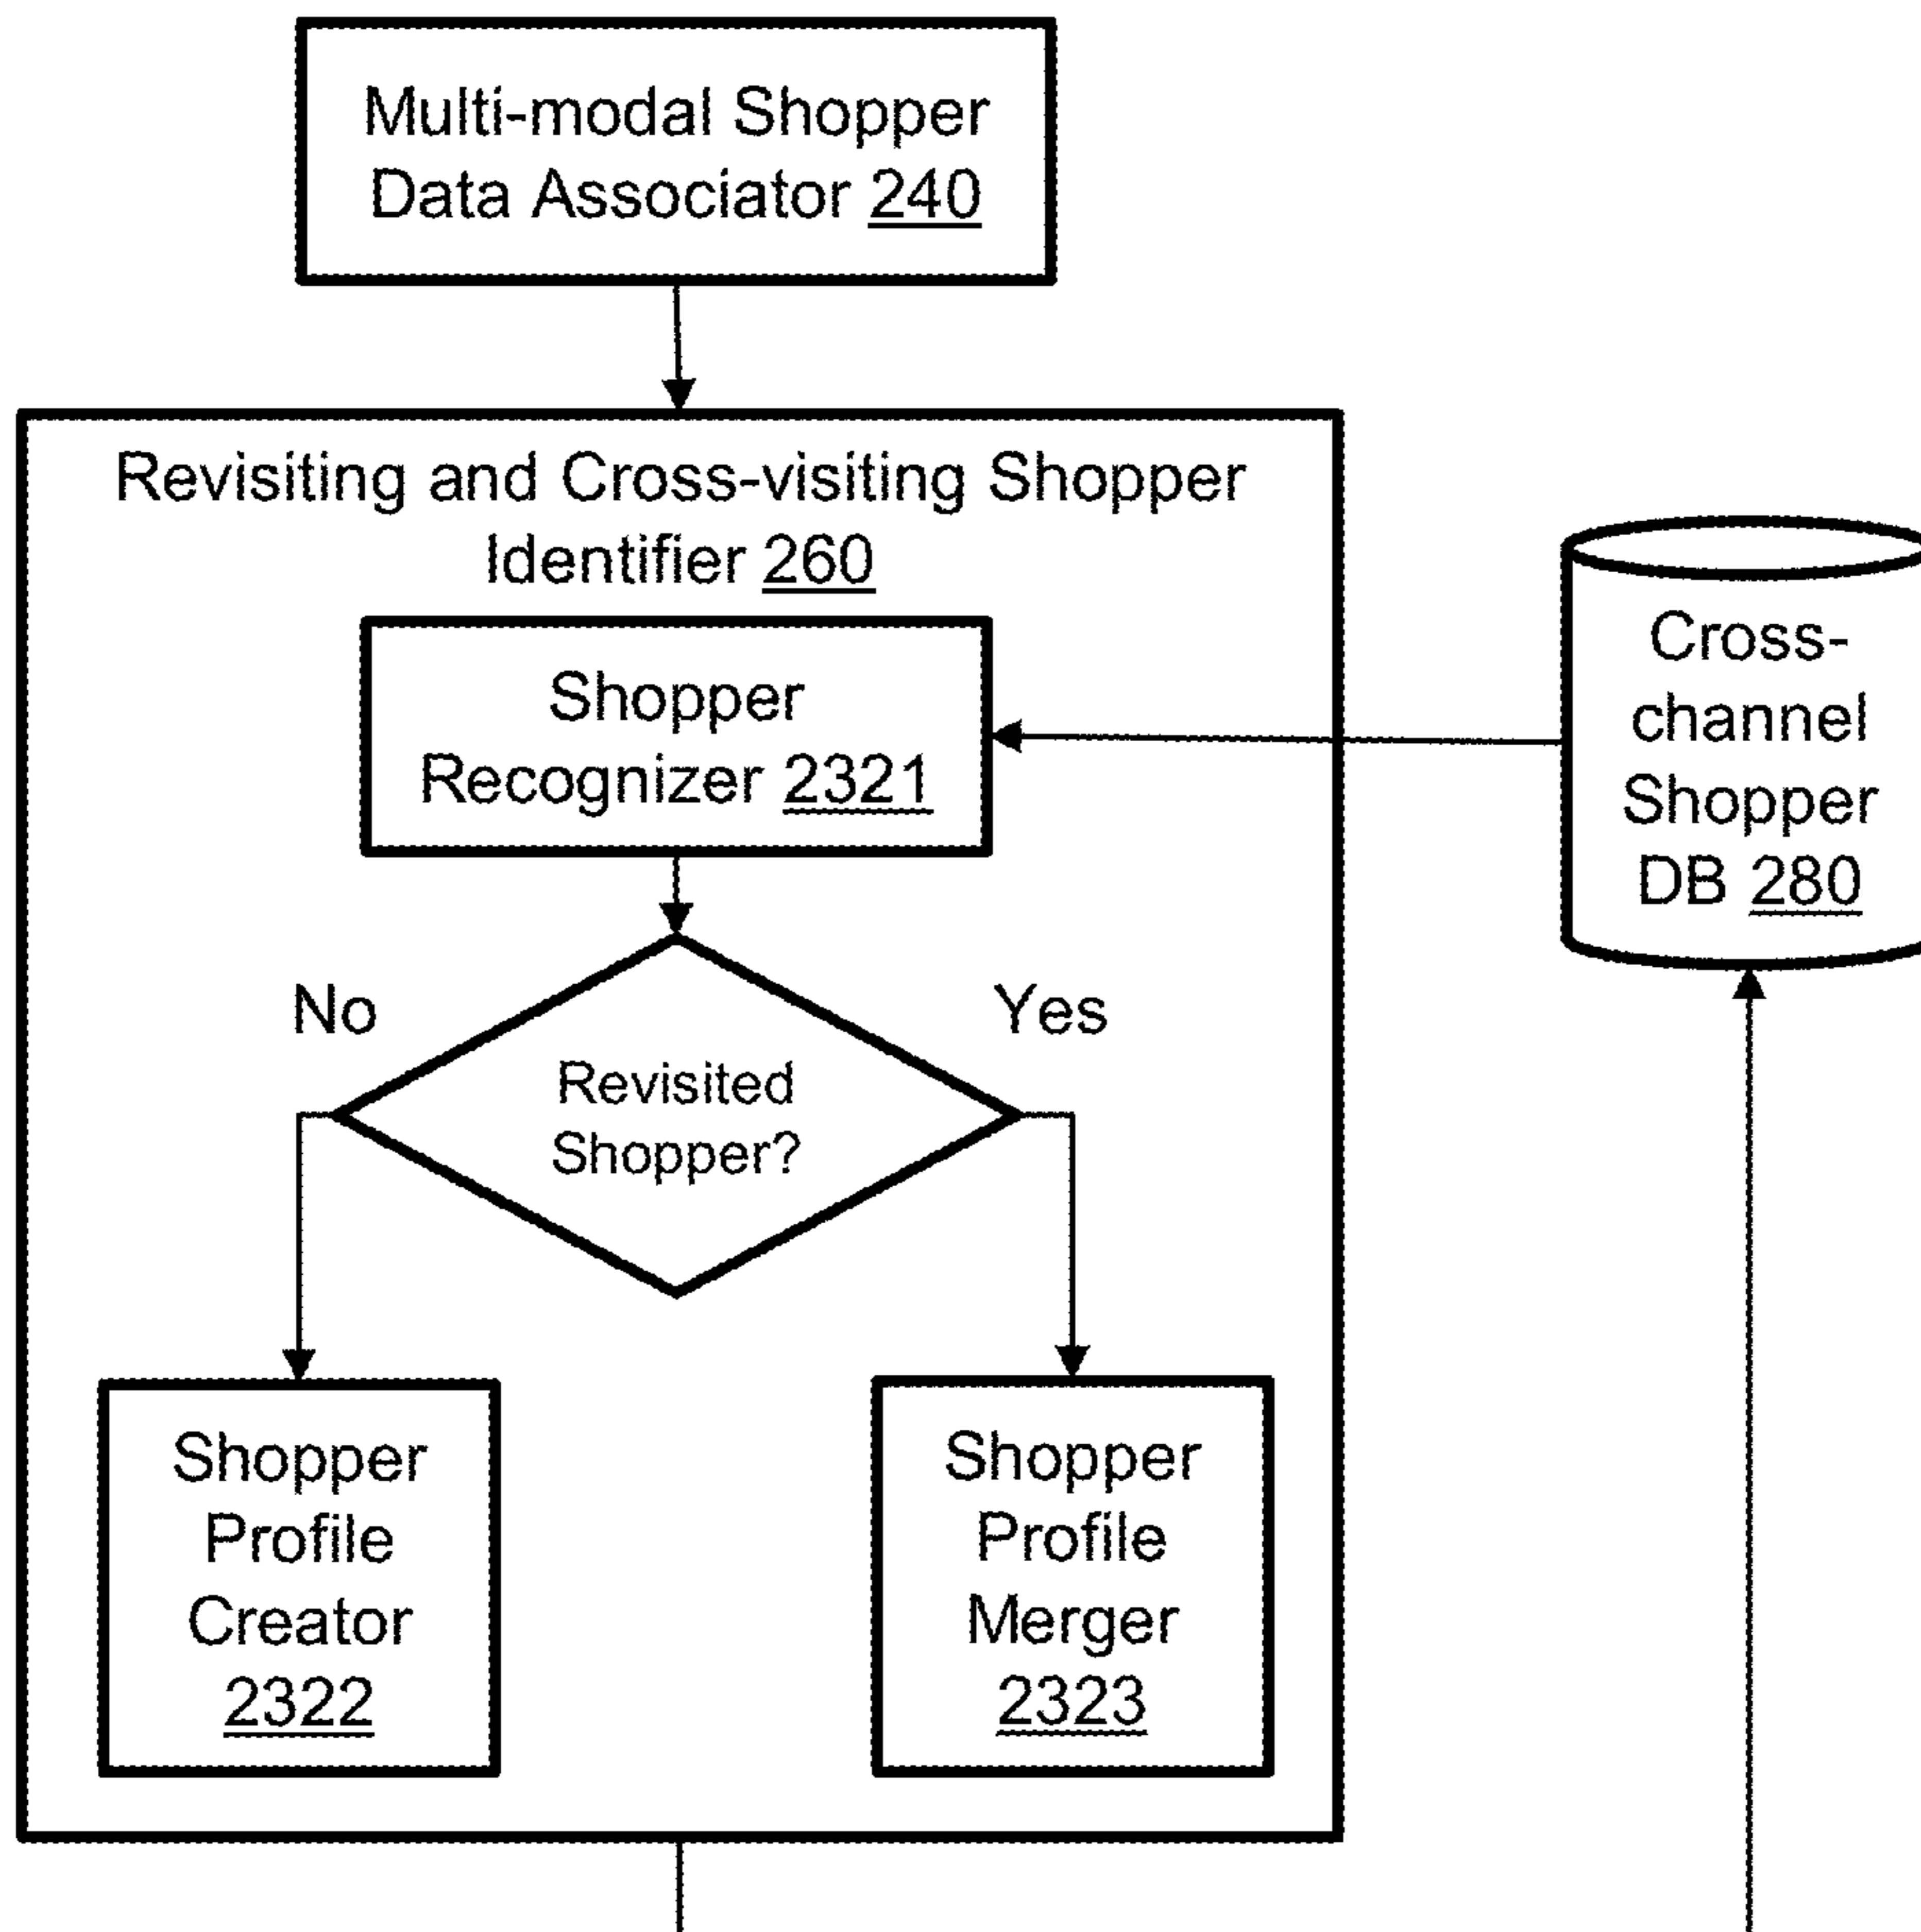 Multi-modal Shopper
Data Associator 240
Revisiting and Cross-visiting Shopper
Identifier 260
Shopper
Recognizer 2321
Cross-
channel
Shopper
DB 280
No
Yes
Revisited
Shopper?
Shopper
Profile
Creator
2322
Shopper
Profile
Merger
2323